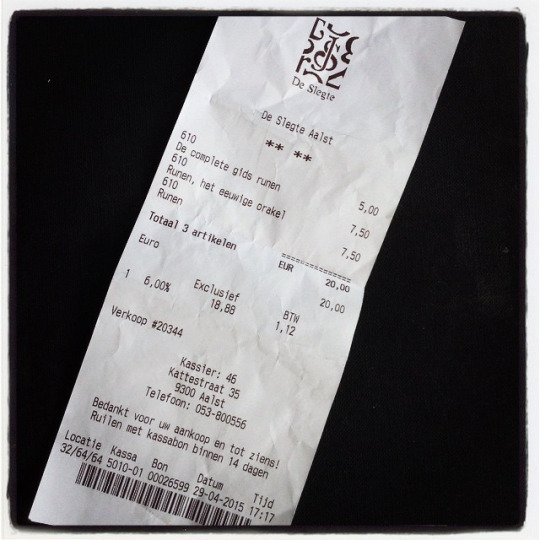 De Slegte
De Slegte Aalst
** **
610
De complete gids runen 5,00
610
Runen, het eeuwige orakel 7,50
610
Runen 7,50
============
Totaal 3 artikelen EUR 20,00
Euro 20,00
Exclusief BTW
1 6,00% 18,88 1,12
Verkoop #20344
Kassier: 46
Kattestraat 35
9300 Aalst
Telefoon: 053-800556
Bedankt voor uw aankoop en tot ziens!
Ruilen met kassabon binnen 14 dagen
Locatie Kassa Bon Datum Tijd
32/64/64 5010-01 00026599 29-04-2015 17:17